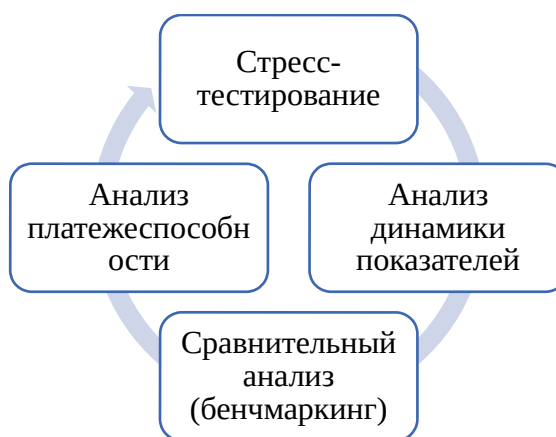 Стресс-
тестирование
Анализ
платежеспособн
ости
Анализ
динамики
показателей
Сравнительный
анализ
(бенчмаркинг)